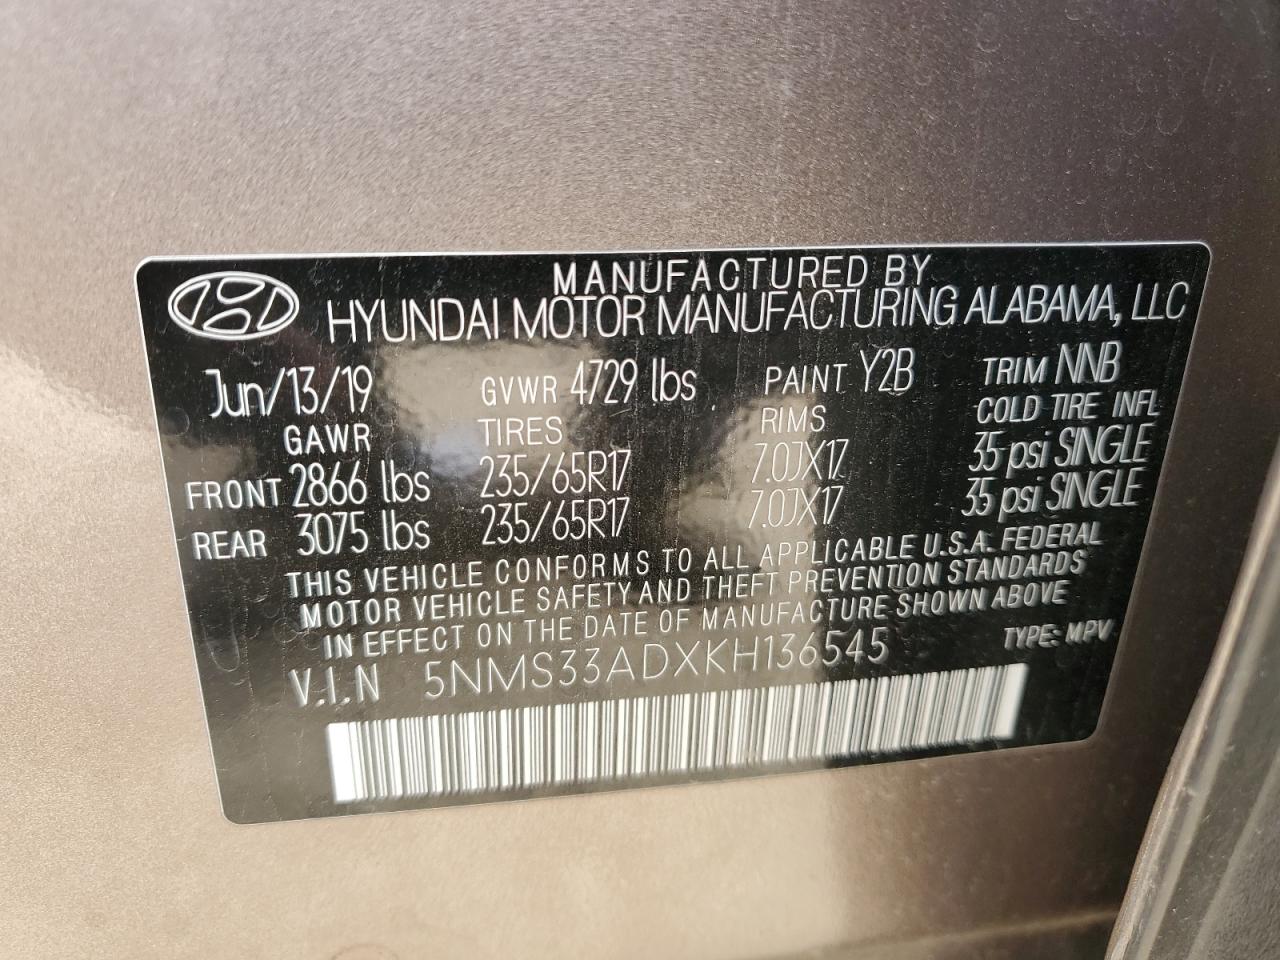 MANUFACTURED BY
HYUNDAI MOTOR MANUFACTURING ALABAMA, LLC
Jun/13/19 GVWR 4729 lbs PAINT Y2B TRIM NNB
GAWR TIRES RIMS COLD TIRE INFL
FRONT 2866 lbs 235/65R17 7.0JX17 35 psi SINGLE
REAR 3075 lbs 235/65R17 7.0JX17 35 psi SINGLE
THIS VEHICLE CONFORMS TO ALL APPLICABLE U.S.A. FEDERAL
MOTOR VEHICLE SAFETY AND THEFT PREVENTION STANDARDS
IN EFFECT ON THE DATE OF MANUFACTURE SHOWN ABOVE
V.I.N 5NMS33ADXKH136545 TYPE: MPV